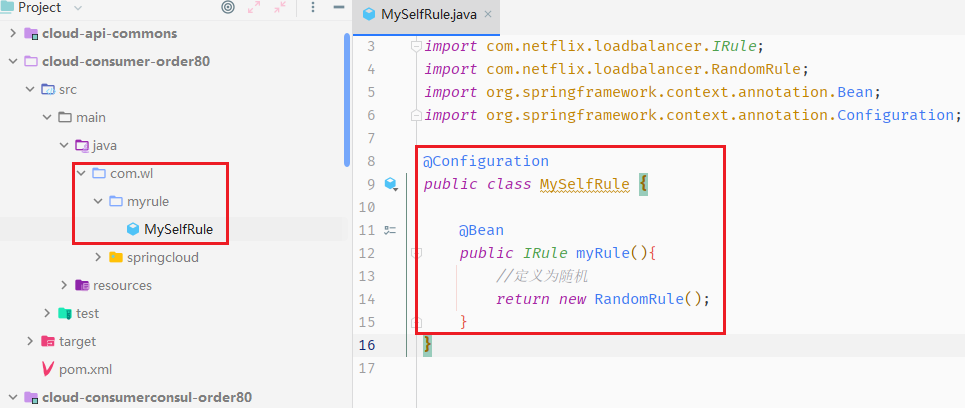 Project
cloud-api-commons
cloud-consumer-order80
src
main
java
com.wl
myrule
MySelfRule
springcloud
resources
test
target
pom.xml
cloud-consumerconsul-order80
MySelfRule.java
3 import com.netflix.loadbalancer.IRule;
4 import com.netflix.loadbalancer.RandomRule;
5 import org.springframework.context.annotation.Bean;
6 import org.springframework.context.annotation.Configuration;
7
8 @Configuration
9 public class MySelfRule {
10
11 @Bean
12 public IRule myRule(){
13 //定义为随机
14 return new RandomRule();
15 }
16 }
17